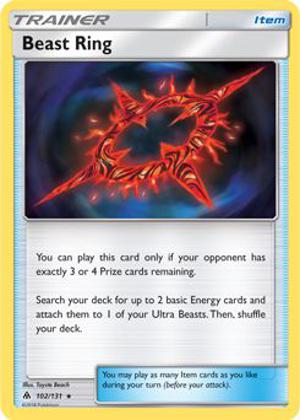 TRAINER Item
Beast Ring
You can play this card only if your opponent has
exactly 3 or 4 Prize cards remaining.
Search your deck for up to 2 basic Energy cards and
attach them to 1 of your Ultra Beasts. Then, shuffle
your deck.
Illus. Toyste Beach
102/131 ★
©2018 Pokémon
You may play as many Item cards as you like
during your turn (before your attack).